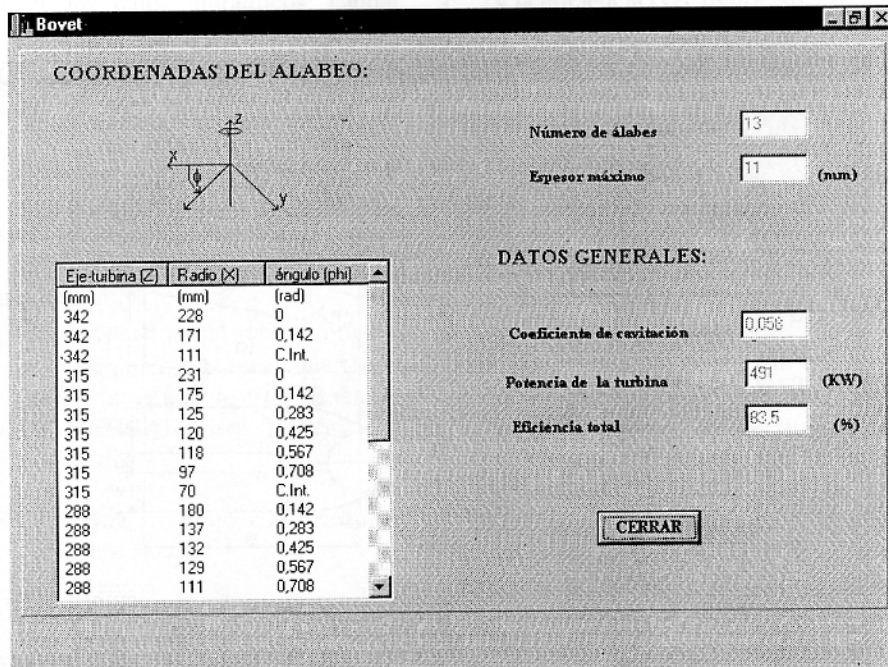 Bovet
COORDENADAS DEL ALABEO:
z
x
ϕ
y
Número de álabes 13
Espesor máximo 11 (mm)
Eje-turbina (Z) Radio (X) ángulo (phi)
(mm) (mm) (rad)
342 228 0
342 171 0,142
342 111 C.Int.
315 231 0
315 175 0,142
315 125 0,283
315 120 0,425
315 118 0,567
315 97 0,708
315 70 C.Int.
288 180 0,142
288 137 0,283
288 132 0,425
288 129 0,567
288 111 0,708
DATOS GENERALES:
Coeficiente de cavitación 0,058
Potencia de la turbina 491 (KW)
Eficiencia total 83,5 (%)
CERRAR